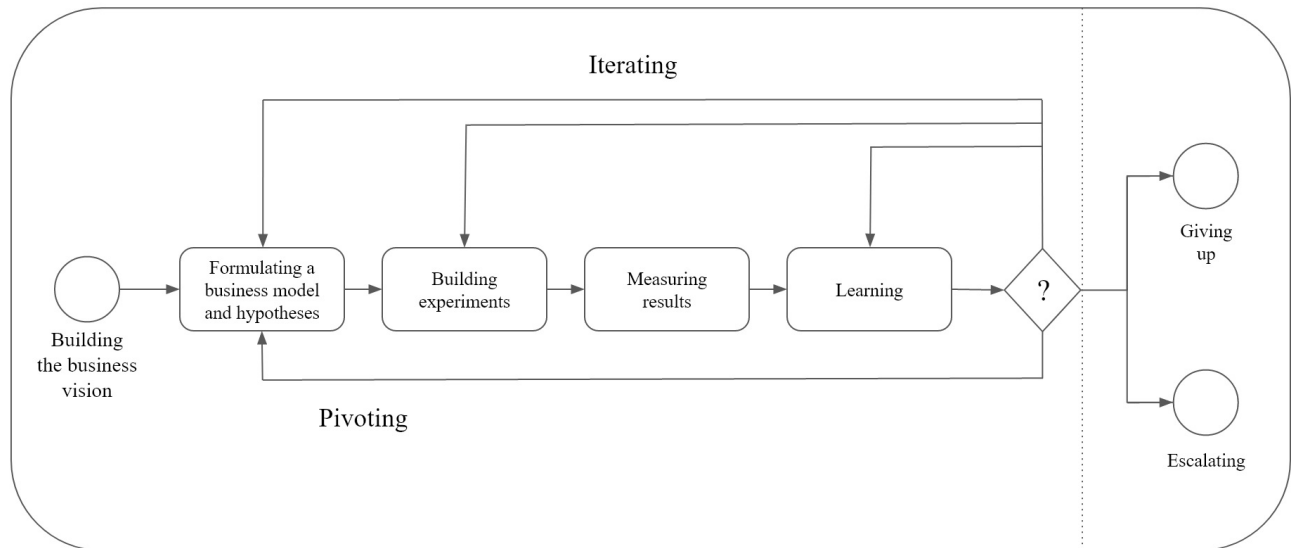 Iterating
Building
the business
vision
Formulating a
business model
and hypotheses
Building
experiments
Measuring
results
Learning
?
Pivoting
Giving
up
Escalating